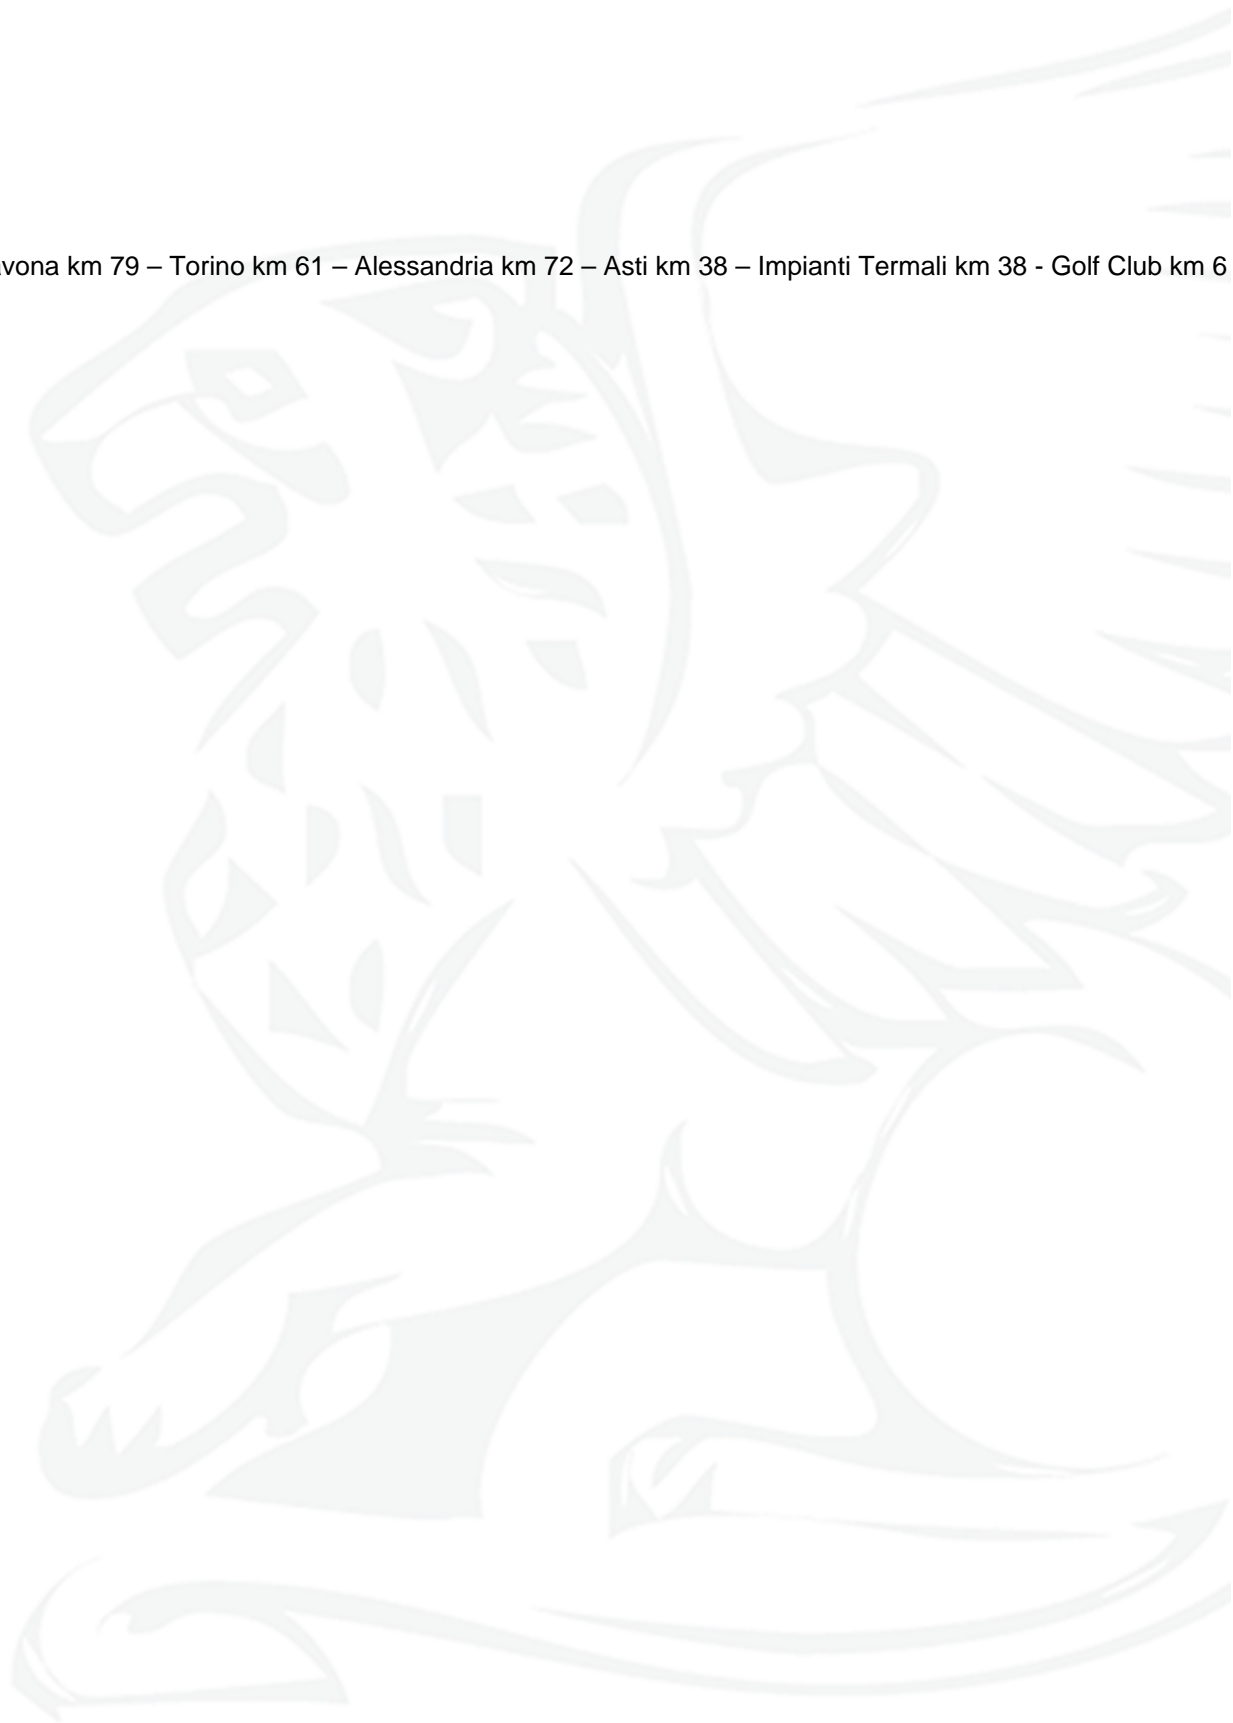 vona km 79 – Torino km 61 – Alessandria km 72 – Asti km 38 – Impianti Termali km 38 - Golf Club km 6